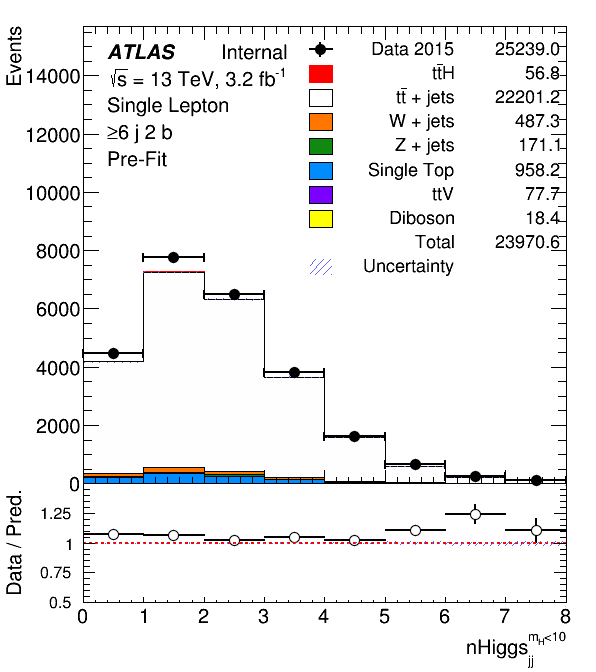 Events
14000
12000
10000
8000
6000
4000
2000
0
ATLAS Internal
√s = 13 TeV, 3.2 fb⁻¹
Single Lepton
≥6 j 2 b
Pre-Fit
Data 2015 25239.0
tt̄H 56.8
tt̄ + jets 22201.2
W + jets 487.3
Z + jets 171.1
Single Top 958.2
ttV 77.7
Diboson 18.4
Total 23970.6
Uncertainty
Data / Pred.
1.25
1
0.75
0.5
0 1 2 3 4 5 6 7 8
nHiggs_jj^{m_H<10}